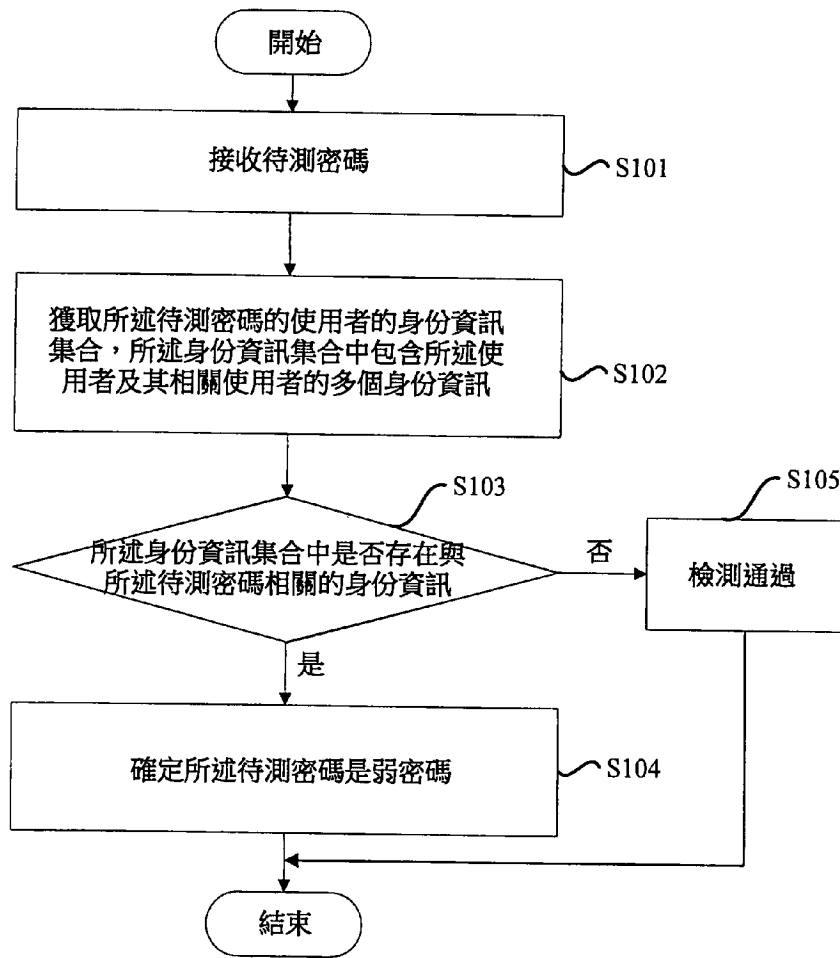 開始
接收待測密碼
S101
獲取所述待測密碼的使用者的身份資訊
集合，所述身份資訊集合中包含所述使
用者及其相關使用者的多個身份資訊
S102
S103
所述身份資訊集合中是否存在與
所述待測密碼相關的身份資訊
否
S105
檢測通過
是
確定所述待測密碼是弱密碼
S104
結束